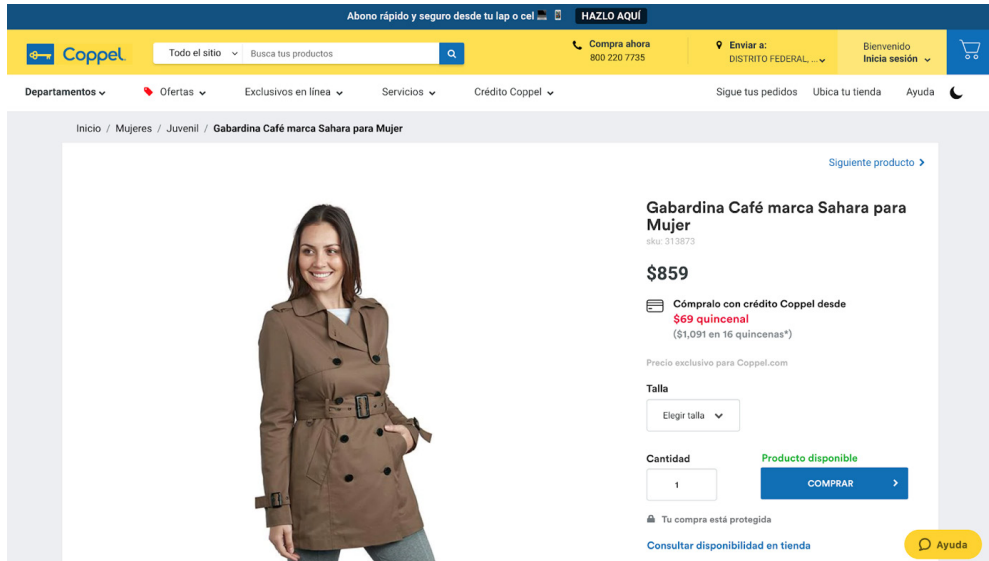 Abono rápido y seguro desde tu lap o cel
HAZLO AQUÍ
Coppel.
Todo el sitio
Busca tus productos
Compra ahora
800 220 7735
Enviar a:
DISTRITO FEDERAL, ...
Bienvenido
Inicia sesión
Departamentos
Ofertas
Exclusivos en línea
Servicios
Crédito Coppel
Sigue tus pedidos
Ubica tu tienda
Ayuda
Inicio / Mujeres / Juvenil / Gabardina Café marca Sahara para Mujer
Siguiente producto
Gabardina Café marca Sahara para
Mujer
sku: 313873
$859
Cómpralo con crédito Coppel desde
$69 quincenal
($1,091 en 16 quincenas*)
Precio exclusivo para Coppel.com
Talla
Elegir talla
Cantidad
Producto disponible
1
COMPRAR
Tu compra está protegida
Consultar disponibilidad en tienda
Ayuda